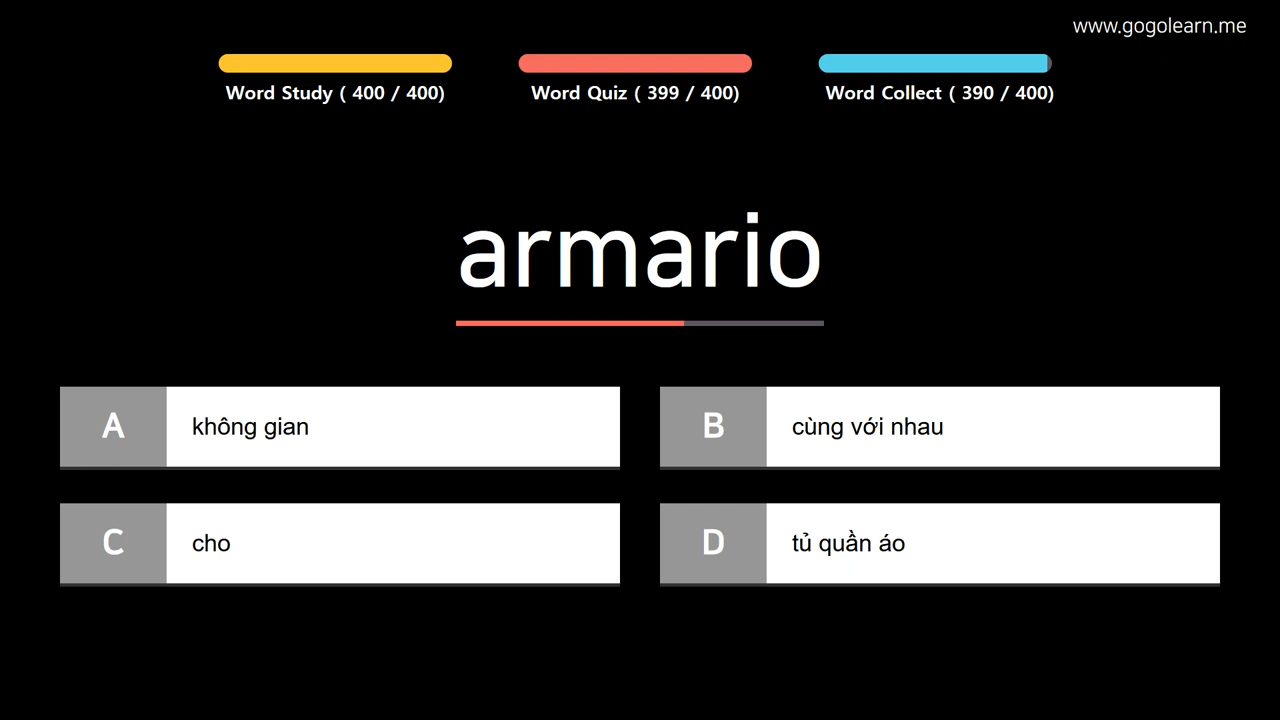 www.gogolearn.me
Word Study ( 400 / 400)
Word Quiz ( 399 / 400)
Word Collect ( 390 / 400)
armario
A
không gian
B
cùng với nhau
C
cho
D
tủ quần áo